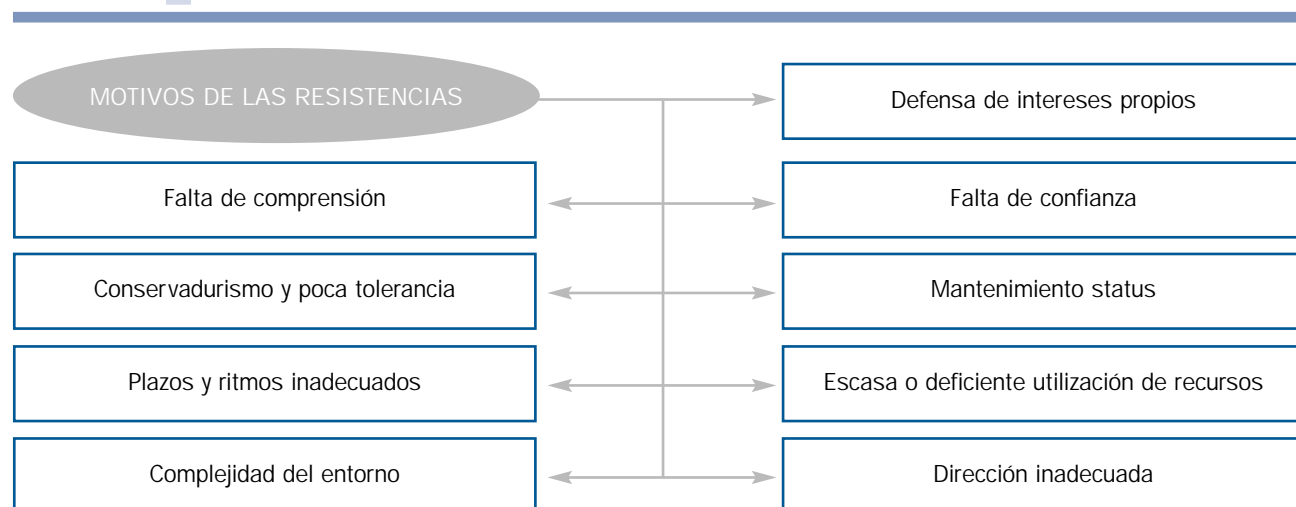 MOTIVOS DE LAS RESISTENCIAS
Defensa de intereses propios
Falta de comprensión
Falta de confianza
Conservadurismo y poca tolerancia
Mantenimiento status
Plazos y ritmos inadecuados
Escasa o deficiente utilización de recursos
Complejidad del entorno
Dirección inadecuada